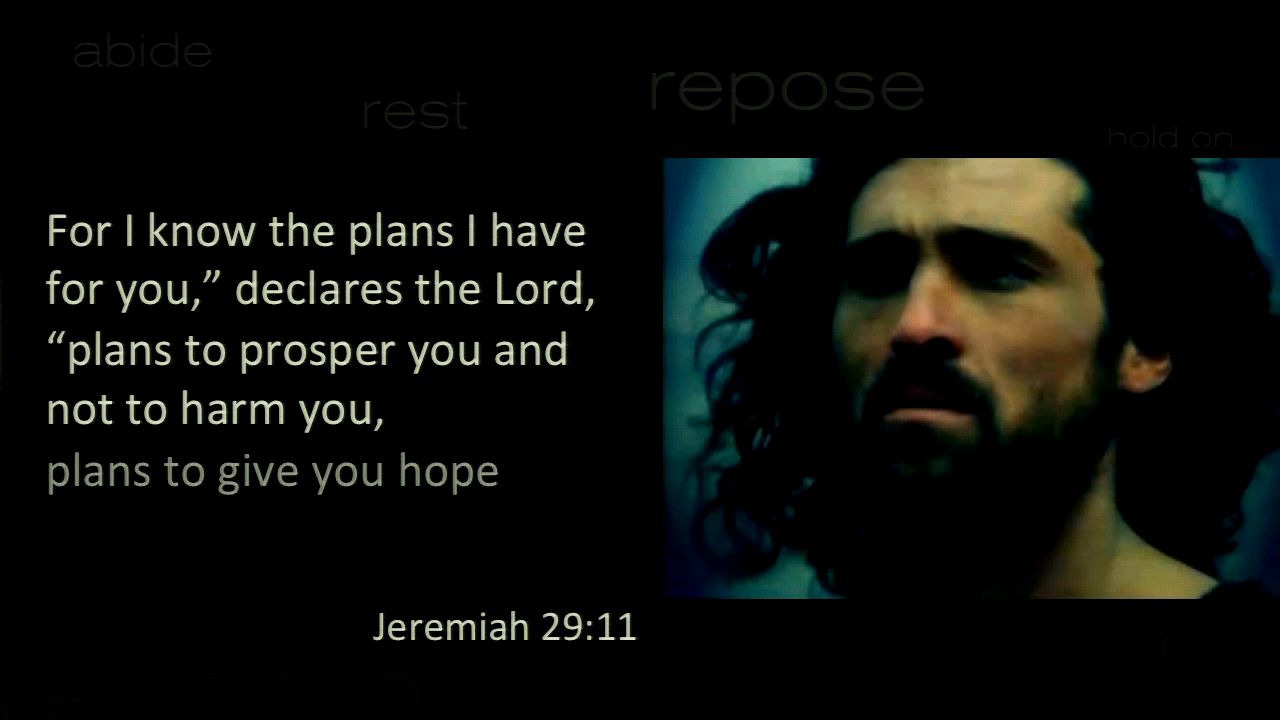 abide
rest
repose
hold on
For I know the plans I have
for you,” declares the Lord,
“plans to prosper you and
not to harm you,
plans to give you hope
Jeremiah 29:11